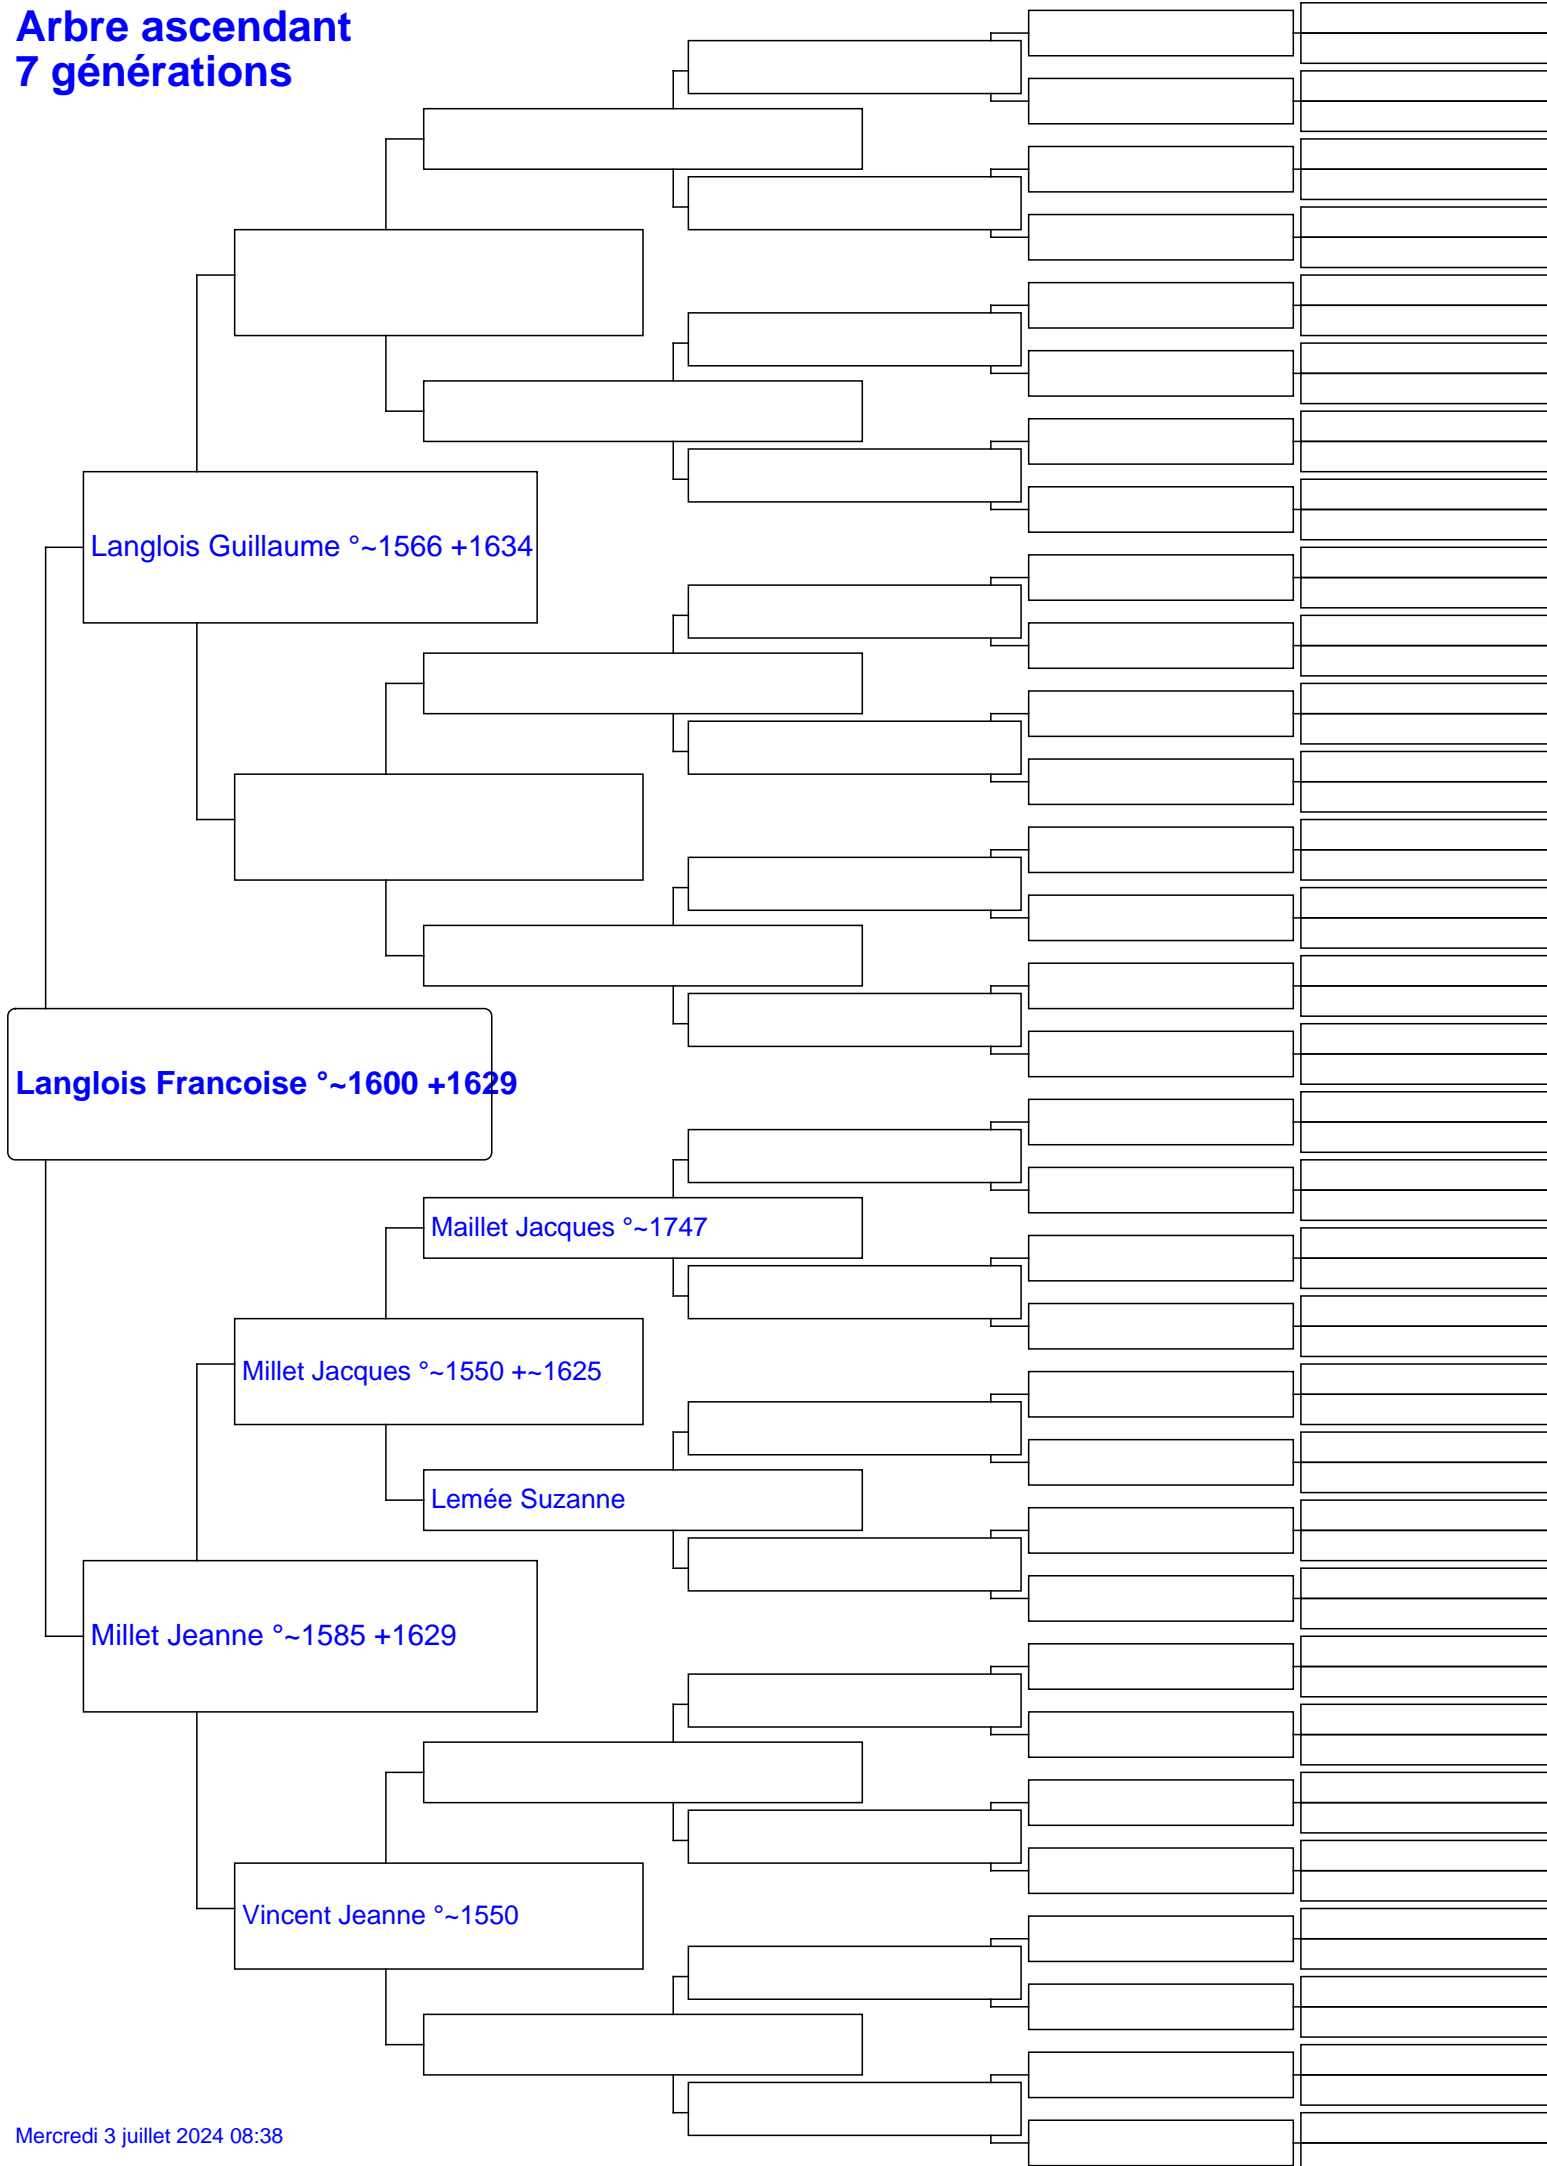 Arbre ascendant
7 générations
Langlois Guillaume °~1566 +1634
Langlois Francoise °~1600 +1629
Maillet Jacques °~1747
Millet Jacques °~1550 +~1625
Lemée Suzanne
Millet Jeanne °~1585 +1629
Vincent Jeanne °~1550
Mercredi 3 juillet 2024 08:38